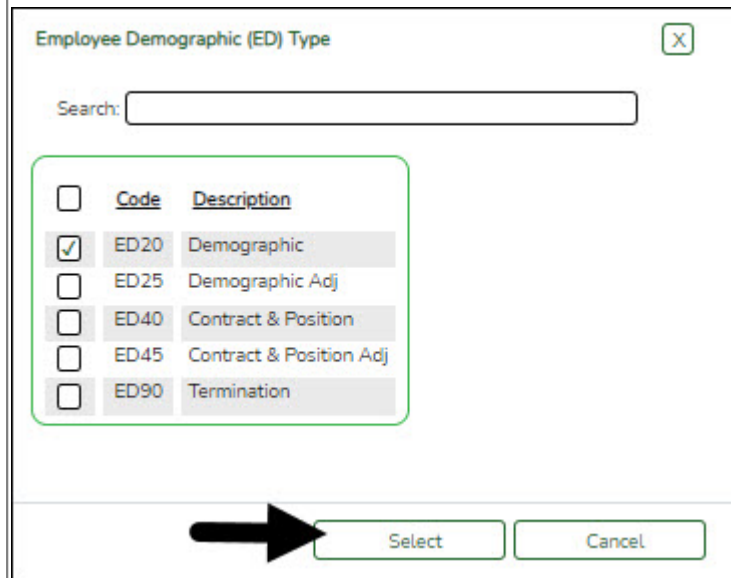 Employee Demographic (ED) Type X
Search:
Code Description
ED20 Demographic
ED25 Demographic Adj
ED40 Contract & Position
ED45 Contract & Position Adj
ED90 Termination
Select Cancel